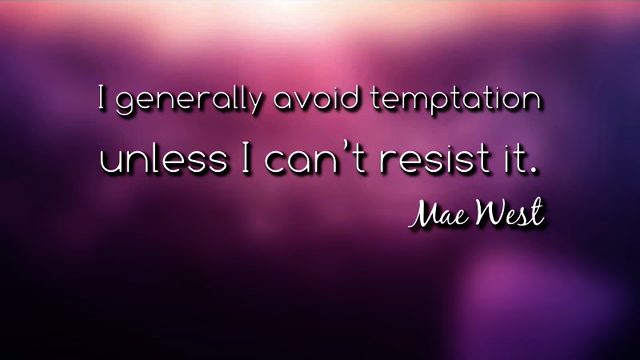 I generally avoid temptation
unless I can't resist it.
Mae West